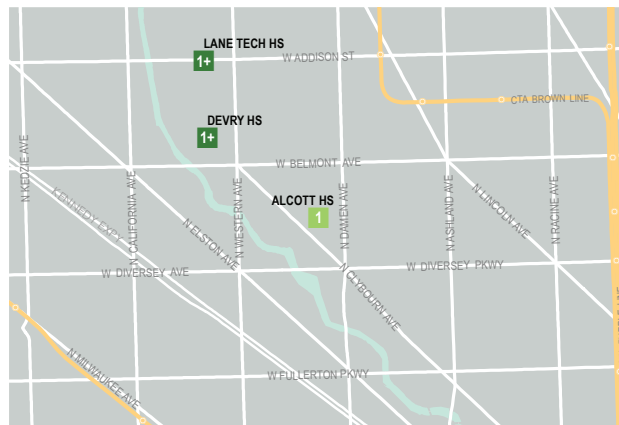 LANE TECH HS
1+
W ADDISON ST
CTA BROWN LINE
DEVRY HS
1+
W BELMONT AVE
N KEDZIE AVE
KENNEDY EXPY
N CALIFORNIA AVE
N ELSTON AVE
N WESTERN AVE
ALCOTT HS
1
N DAMEN AVE
N ASHLAND AVE
N LINCOLN AVE
N RACINE AVE
W DIVERSEY AVE
W DIVERSEY PKWY
N CLYBOURN AVE
N MILWAUKEE AVE
W FULLERTON PKWY